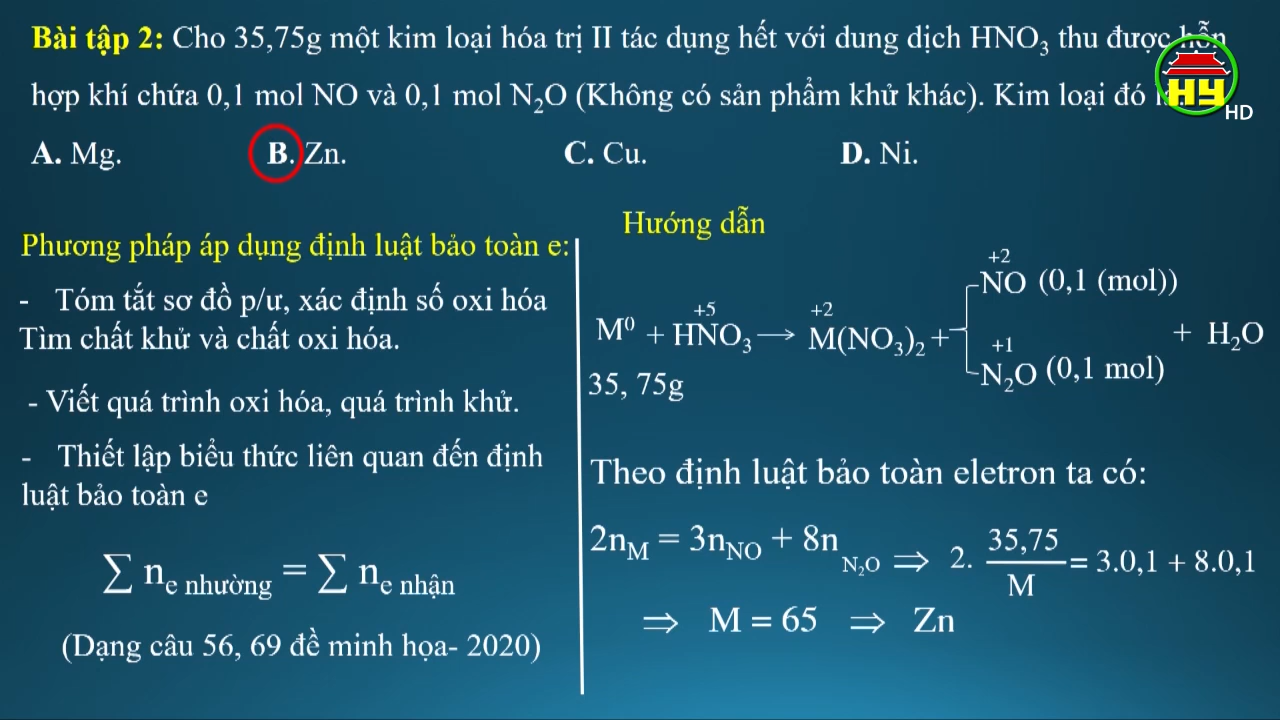 Bài tập 2: Cho 35,75g một kim loại hóa trị II tác dụng hết với dung dịch HNO₃ thu được hỗn
hợp khí chứa 0,1 mol NO và 0,1 mol N₂O (Không có sản phẩm khử khác). Kim loại đó
HY HD
A. Mg. B. Zn. C. Cu. D. Ni.
Phương pháp áp dụng định luật bảo toàn e:
- Tóm tắt sơ đồ p/ư, xác định số oxi hóa
Tìm chất khử và chất oxi hóa.
- Viết quá trình oxi hóa, quá trình khử.
- Thiết lập biểu thức liên quan đến định
luật bảo toàn e
∑ nₑ nhường = ∑ nₑ nhận
(Dạng câu 56, 69 đề minh họa- 2020)
Hướng dẫn
+2
NO (0,1 (mol))
+5 +2
M⁰ + HNO₃ ⟶ M(NO₃)₂ + + H₂O
+1
N₂O (0,1 mol)
35, 75g
Theo định luật bảo toàn eletron ta có:
2n_M = 3n_NO + 8n_N₂O ⇒ 2. 35,75/M = 3.0,1 + 8.0,1
⇒ M = 65 ⇒ Zn